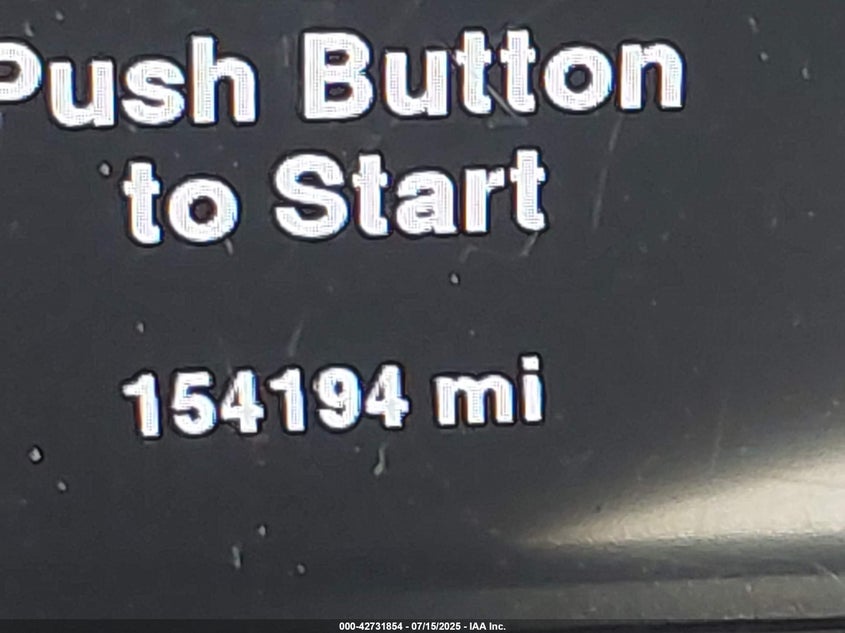 Push Button
to Start
154194 mi
000-42731854 - 07/15/2025 - IAA Inc.